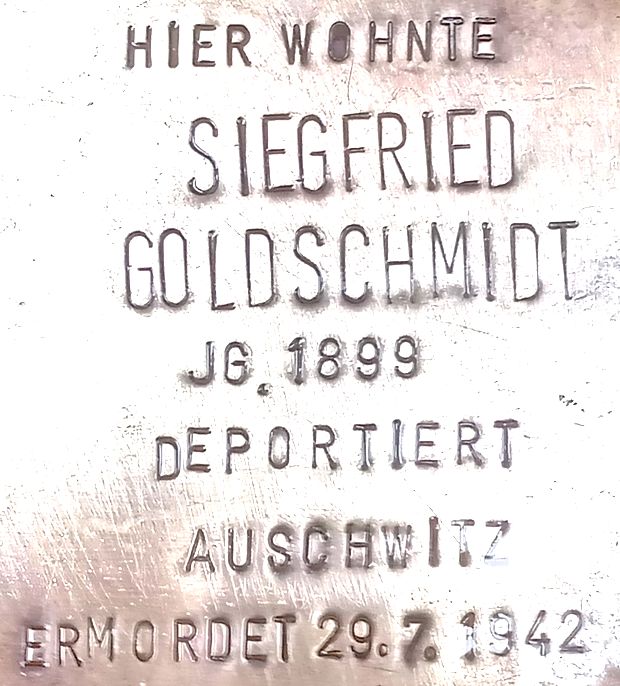 HIER WOHNTE
SIEGFRIED
GOLDSCHMIDT
JG. 1899
DEPORTIERT
AUSCHWITZ
ERMORDET 29.7.1942